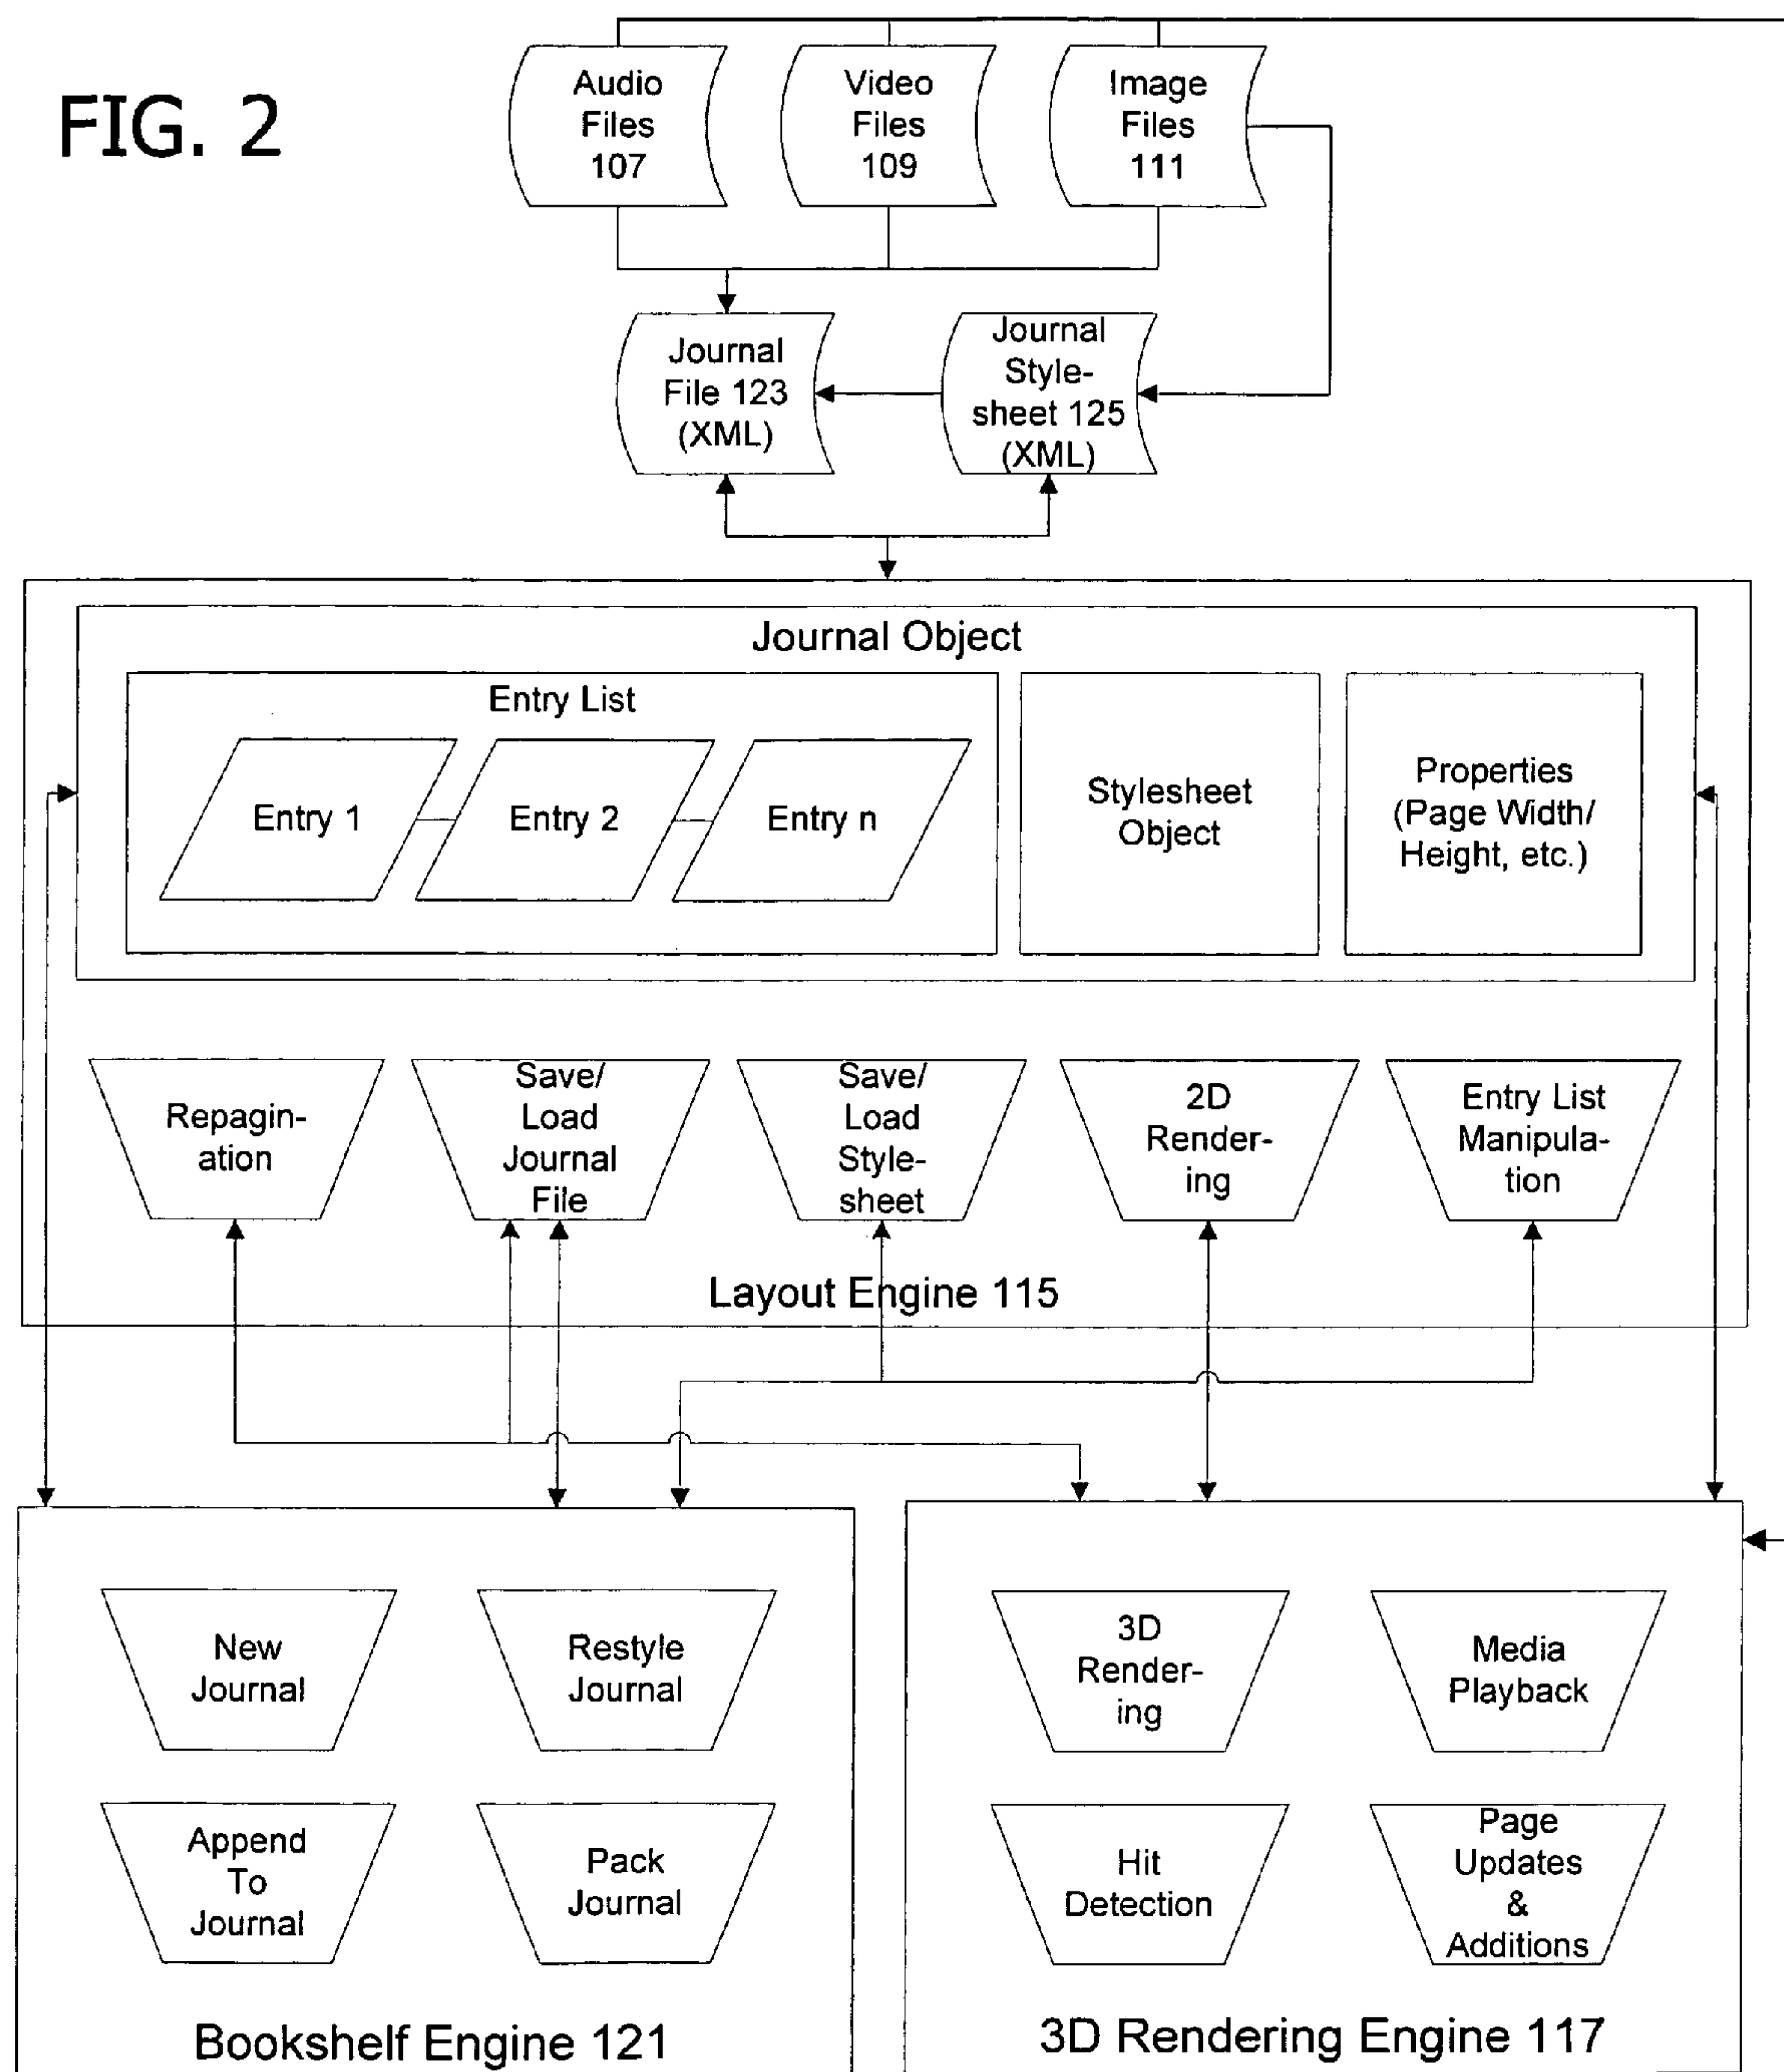 FIG. 2
Audio
Files
107
Video
Files
109
Image
Files
111
Journal
File 123
(XML)
Journal
Style-
sheet 125
(XML)
Journal Object
Entry List
Entry 1
Entry 2
Entry n
Stylesheet
Object
Properties
(Page Width/
Height, etc.)
Repagin-
ation
Save/
Load
Journal
File
Save/
Load
Style-
sheet
2D
Render-
ing
Entry List
Manipula-
tion
Layout Engine 115
New
Journal
Restyle
Journal
Append
To
Journal
Pack
Journal
Bookshelf Engine 121
3D
Render-
ing
Media
Playback
Hit
Detection
Page
Updates
&
Additions
3D Rendering Engine 117